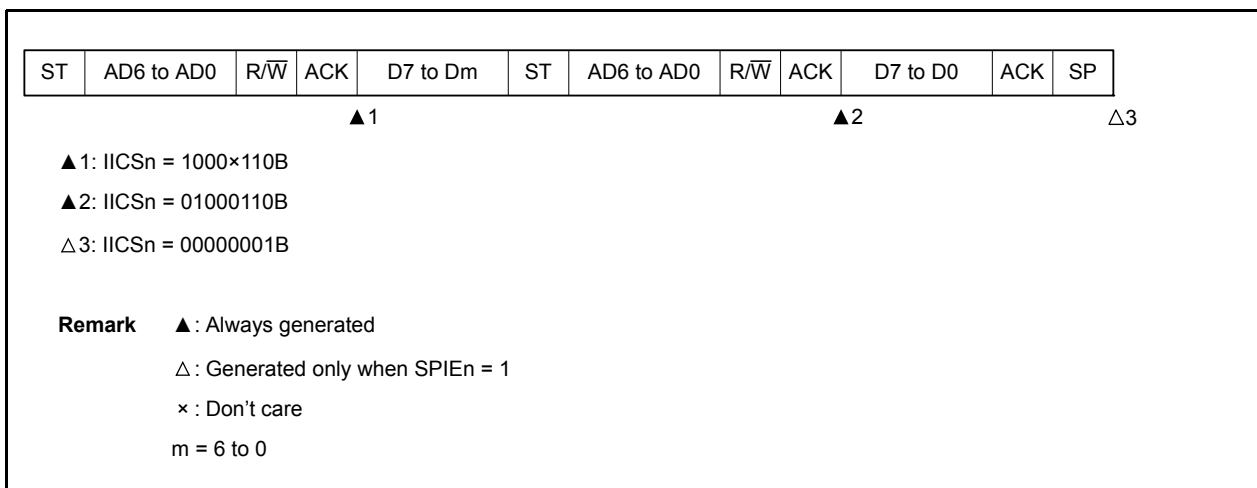 ST AD6 to AD0 R/W̅ ACK D7 to Dm ST AD6 to AD0 R/W̅ ACK D7 to D0 ACK SP
▲1 ▲2 △3
▲1: IICSn = 1000×110B
▲2: IICSn = 01000110B
△3: IICSn = 00000001B
Remark ▲: Always generated
△: Generated only when SPIEn = 1
×: Don't care
m = 6 to 0